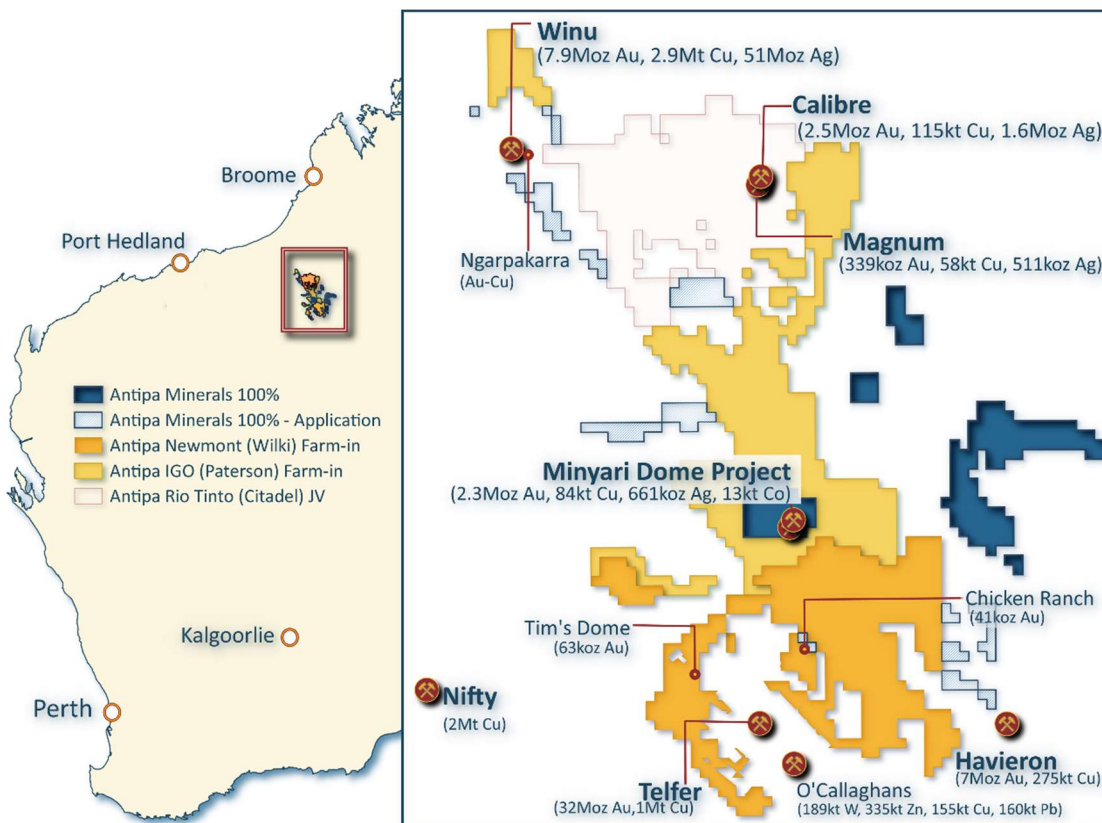 Broome
Port Hedland
Antipa Minerals 100%
Antipa Minerals 100% - Application
Antipa Newmont (Wilki) Farm-in
Antipa IGO (Paterson) Farm-in
Antipa Rio Tinto (Citadel) JV
Kalgoorlie
Perth
Winu
(7.9Moz Au, 2.9Mt Cu, 51Moz Ag)
Calibre
(2.5Moz Au, 115kt Cu, 1.6Moz Ag)
Ngarpakarra
(Au-Cu)
Magnum
(339koz Au, 58kt Cu, 511koz Ag)
Minyari Dome Project
(2.3Moz Au, 84kt Cu, 661koz Ag, 13kt Co)
Chicken Ranch
(41koz Au)
Tim's Dome
(63koz Au)
Nifty
(2Mt Cu)
Telfer
(32Moz Au,1Mt Cu)
O'Callaghans
(189kt W, 335kt Zn, 155kt Cu, 160kt Pb)
Havieron
(7Moz Au, 275kt Cu)